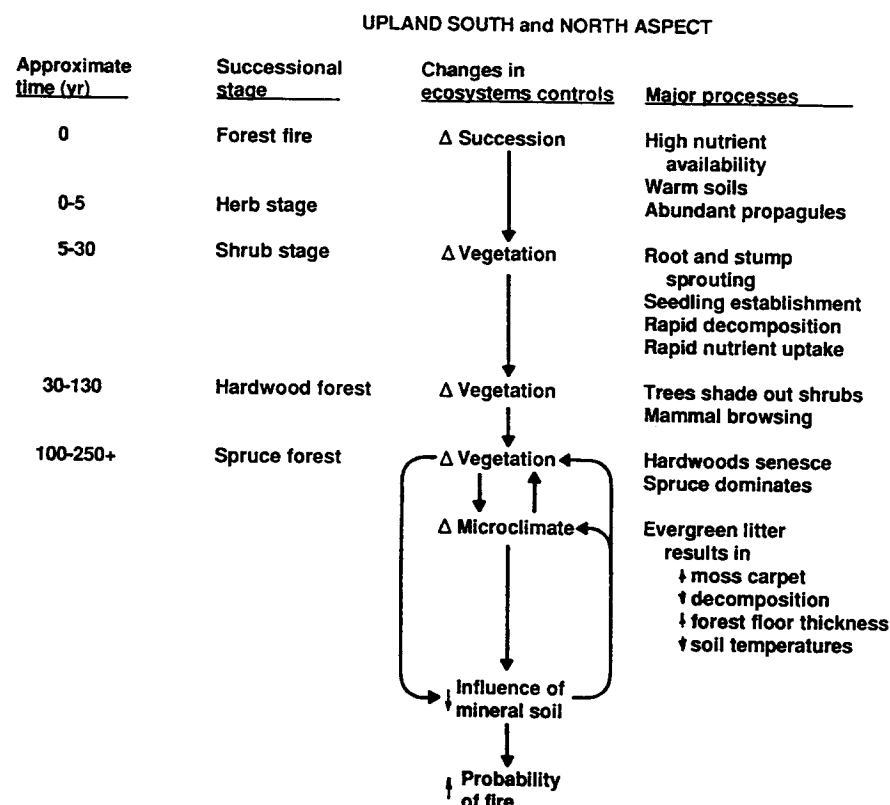 UPLAND SOUTH and NORTH ASPECT
Approximate time (yr)
Successional stage
Changes in ecosystems controls
Major processes
0
Forest fire
Δ Succession
High nutrient
availability
Warm soils
0-5
Herb stage
Abundant propagules
5-30
Shrub stage
Δ Vegetation
Root and stump
sprouting
Seedling establishment
Rapid decomposition
Rapid nutrient uptake
30-130
Hardwood forest
Δ Vegetation
Trees shade out shrubs
Mammal browsing
100-250+
Spruce forest
Δ Vegetation
Hardwoods senesce
Spruce dominates
Δ Microclimate
Evergreen litter
results in
moss carpet
decomposition
forest floor thickness
soil temperatures
↓ Influence of
mineral soil
↑ Probability
of fire